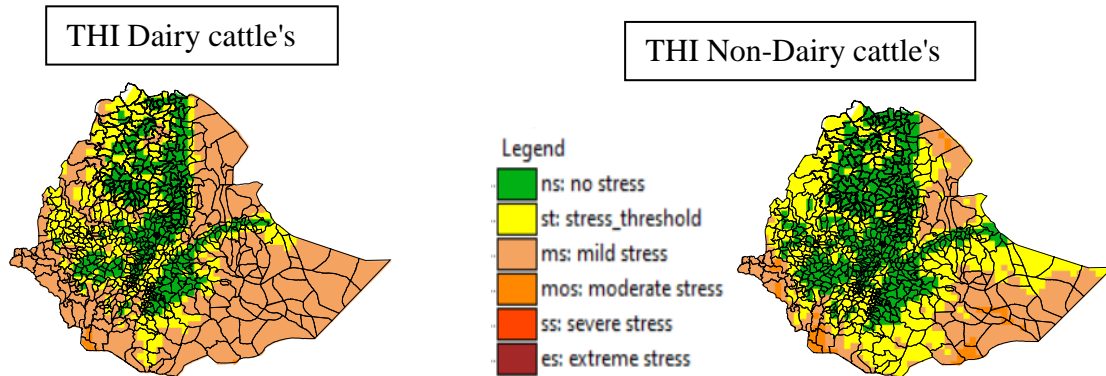 THI Dairy cattle's
THI Non-Dairy cattle's
Legend
ns: no stress
st: stress_threshold
ms: mild stress
mos: moderate stress
ss: severe stress
es: extreme stress